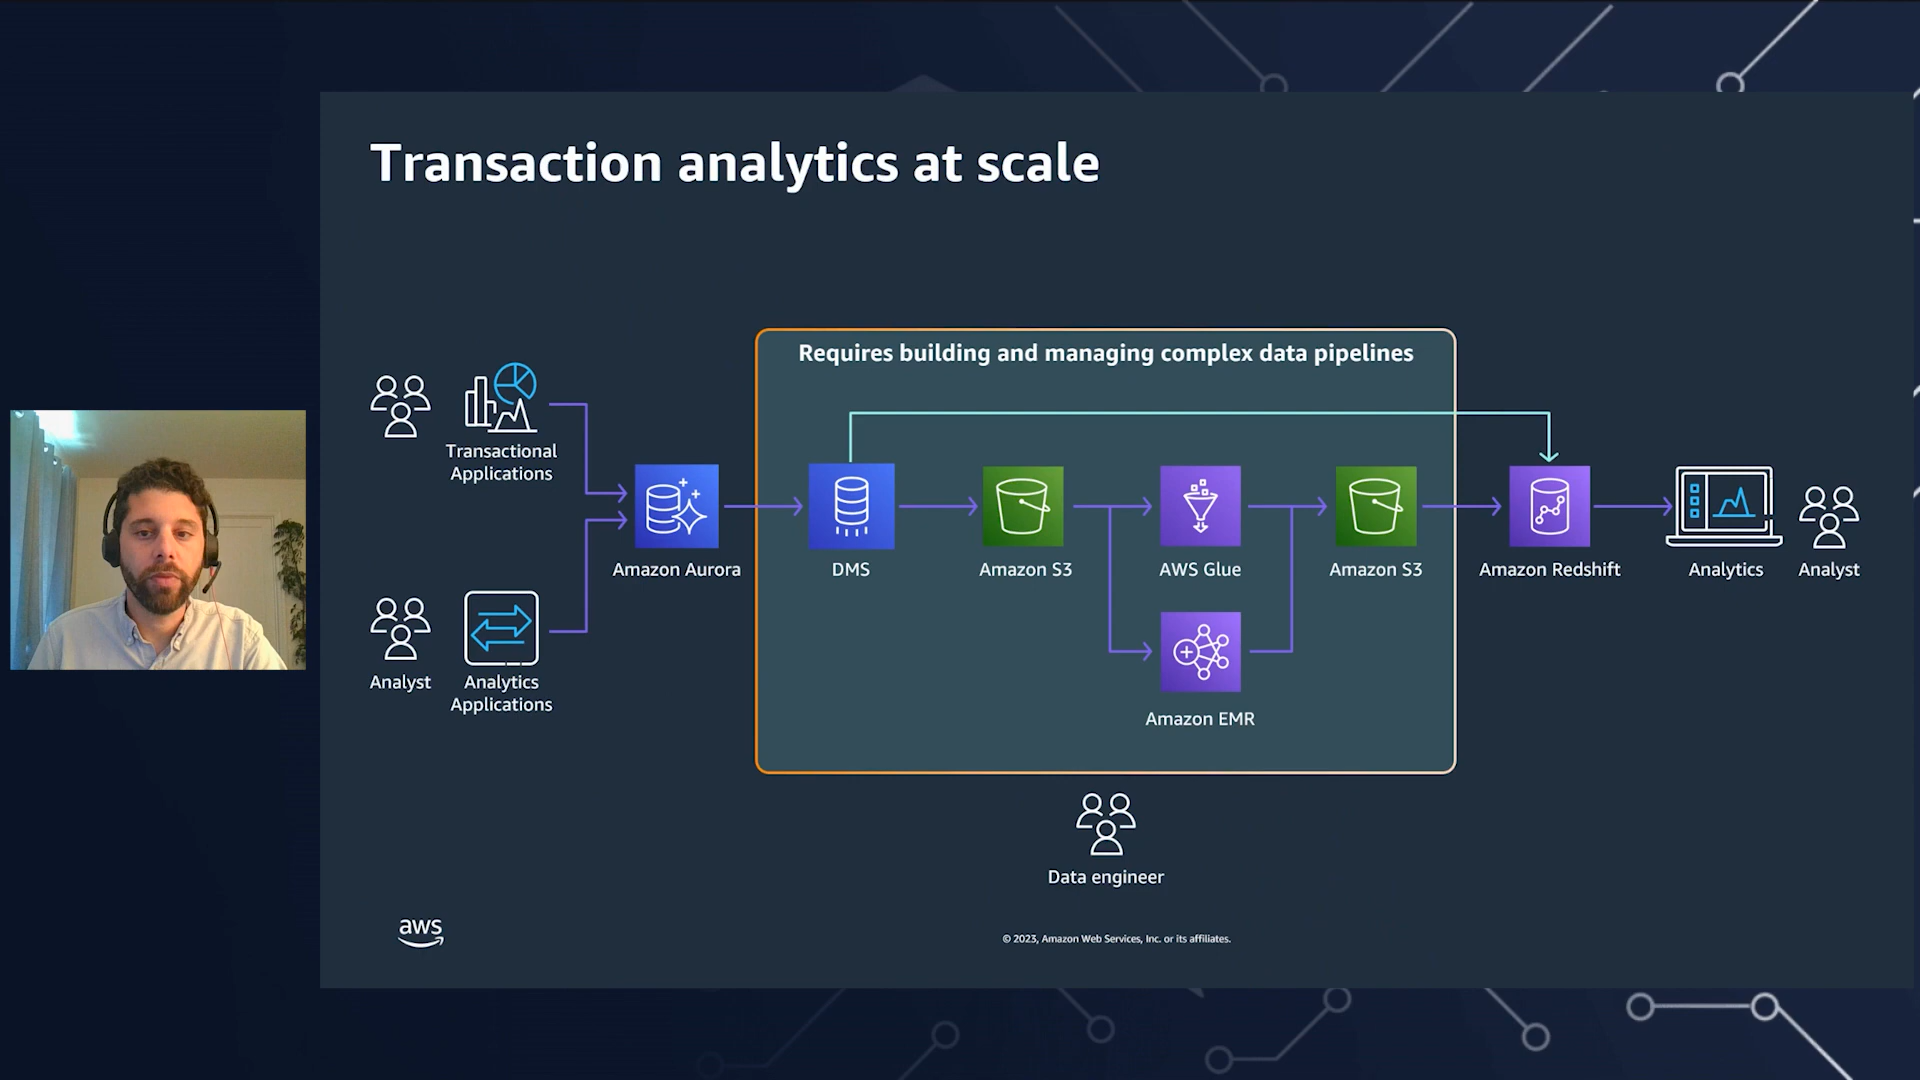 Transaction analytics at scale
Requires building and managing complex data pipelines
Transactional
Applications
Amazon Aurora
DMS
Amazon S3
AWS Glue
Amazon S3
Amazon Redshift
Analytics
Analyst
Analyst
Analytics
Applications
Amazon EMR
Data engineer
aws
© 2023, Amazon Web Services, Inc. or its affiliates.